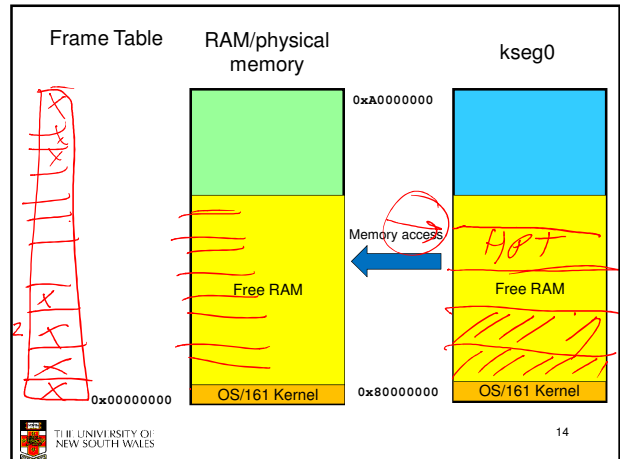 Frame Table
RAM/physical
memory
kseg0
0xA0000000
Memory access
HPT
Free RAM
Free RAM
X
X
X
X
2
X
X
X
0x00000000
OS/161 Kernel
0x80000000
OS/161 Kernel
THE UNIVERSITY OF
NEW SOUTH WALES
14